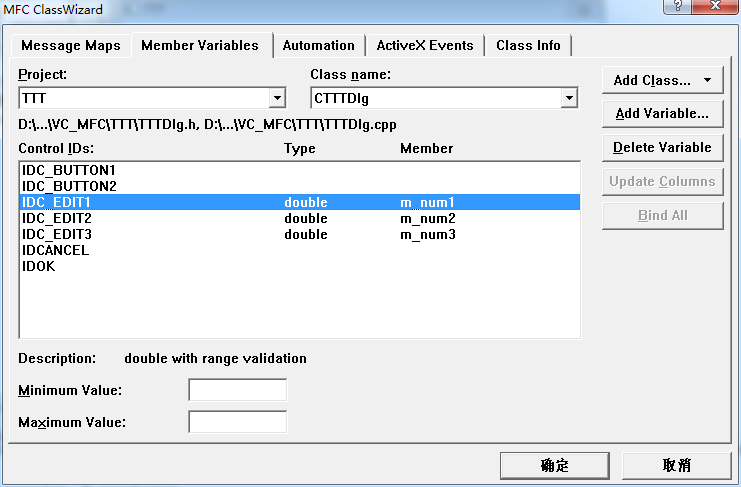 MFC ClassWizard
Message Maps Member Variables Automation ActiveX Events Class Info
Project: Class name:
TTT CTTTDlg
Add Class...
D:\...\VC_MFC\TTT\TTTDlg.h, D:\...\VC_MFC\TTT\TTTDlg.cpp
Add Variable...
Control IDs: Type Member
Delete Variable
IDC_BUTTON1
IDC_BUTTON2
Update Columns
IDC_EDIT1 double m_num1
IDC_EDIT2 double m_num2
Bind All
IDC_EDIT3 double m_num3
IDCANCEL
IDOK
Description: double with range validation
Minimum Value:
Maximum Value:
确定 取消